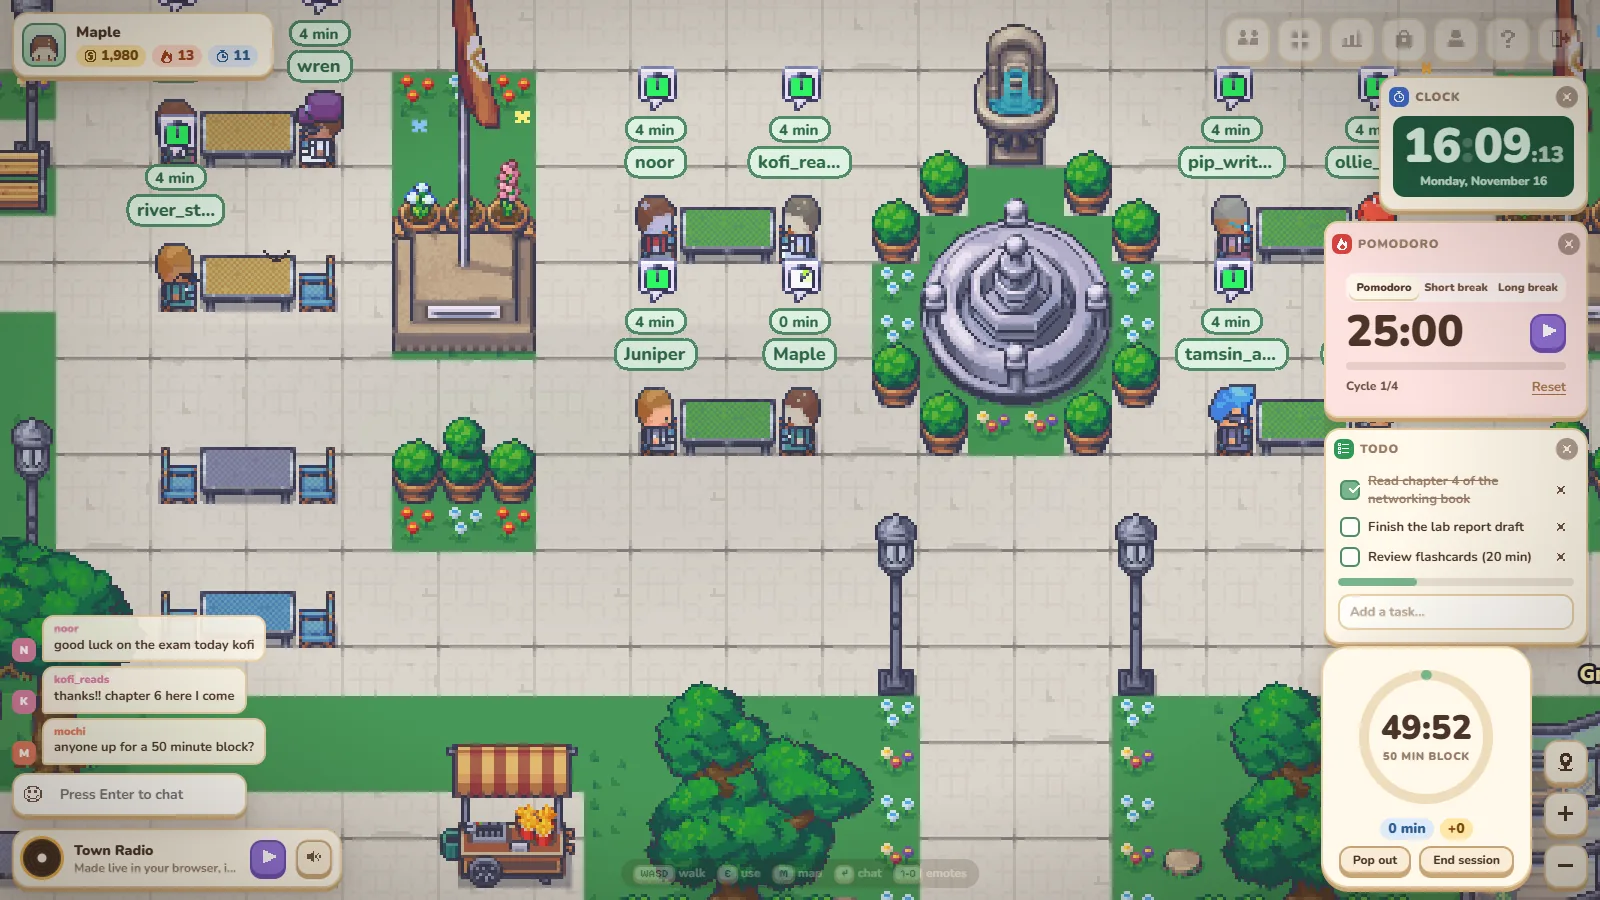 Maple
1,980
13
11
4 min
wren
4 min
river_st...
4 min
noor
4 min
kofi_rea...
4 min
Juniper
0 min
Maple
4 min
pip_writ...
4 m
ollie_
4 min
tamsin_a...
CLOCK
16:09:13
Monday, November 16
POMODORO
Pomodoro
Short break
Long break
25:00
Cycle 1/4
Reset
TODO
Read chapter 4 of the
networking book
Finish the lab report draft
Review flashcards (20 min)
Add a task...
49:52
50 MIN BLOCK
0 min
+0
Pop out
End session
N
noor
good luck on the exam today kofi
K
kofi_reads
thanks!! chapter 6 here I come
M
mochi
anyone up for a 50 minute block?
Press Enter to chat
Town Radio
Made live in your browser, i...
WASD walk E use M map ↵ chat 1-0 emotes